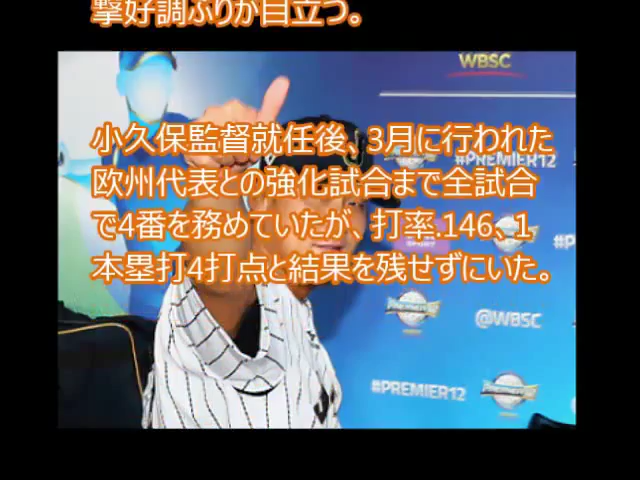 撃好調ぶりが目立つ。
WBSC
小久保監督就任後、3月に行われた
#PREMIER12
欧州代表との強化試合まで全試合
で4番を務めていたが、打率.146、1
本塁打4打点と結果を残せずにいた。
@WBSC
#PREMIER12